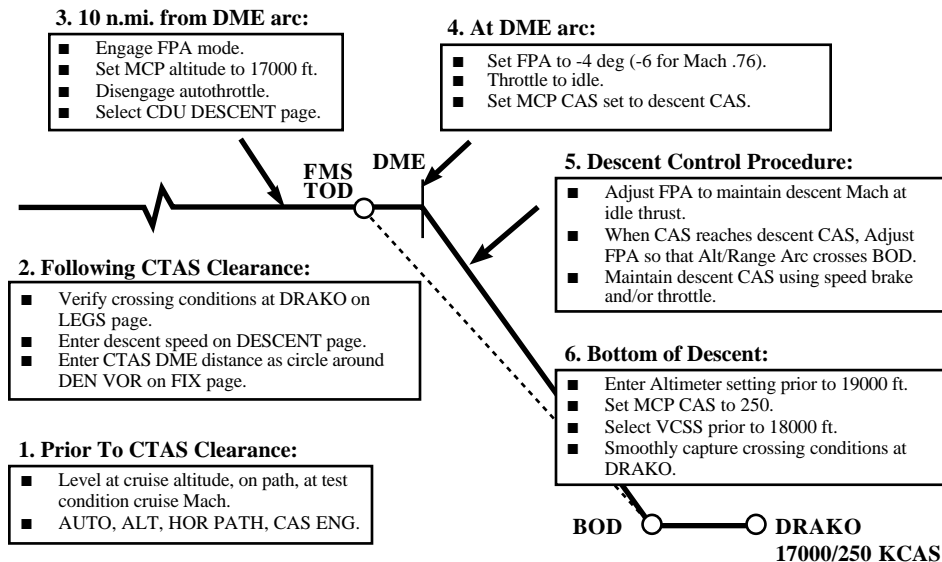 3. 10 n.mi. from DME arc:
■ Engage FPA mode.
■ Set MCP altitude to 17000 ft.
■ Disengage autothrottle.
■ Select CDU DESCENT page.
4. At DME arc:
■ Set FPA to -4 deg (-6 for Mach .76).
■ Throttle to idle.
■ Set MCP CAS set to descent CAS.
FMS
TOD
DME
5. Descent Control Procedure:
■ Adjust FPA to maintain descent Mach at
idle thrust.
■ When CAS reaches descent CAS, Adjust
FPA so that Alt/Range Arc crosses BOD.
■ Maintain descent CAS using speed brake
and/or throttle.
2. Following CTAS Clearance:
■ Verify crossing conditions at DRAKO on
LEGS page.
■ Enter descent speed on DESCENT page.
■ Enter CTAS DME distance as circle around
DEN VOR on FIX page.
6. Bottom of Descent:
■ Enter Altimeter setting prior to 19000 ft.
■ Set MCP CAS to 250.
■ Select VCSS prior to 18000 ft.
■ Smoothly capture crossing conditions at
DRAKO.
1. Prior To CTAS Clearance:
■ Level at cruise altitude, on path, at test
condition cruise Mach.
■ AUTO, ALT, HOR PATH, CAS ENG.
BOD
DRAKO
17000/250 KCAS